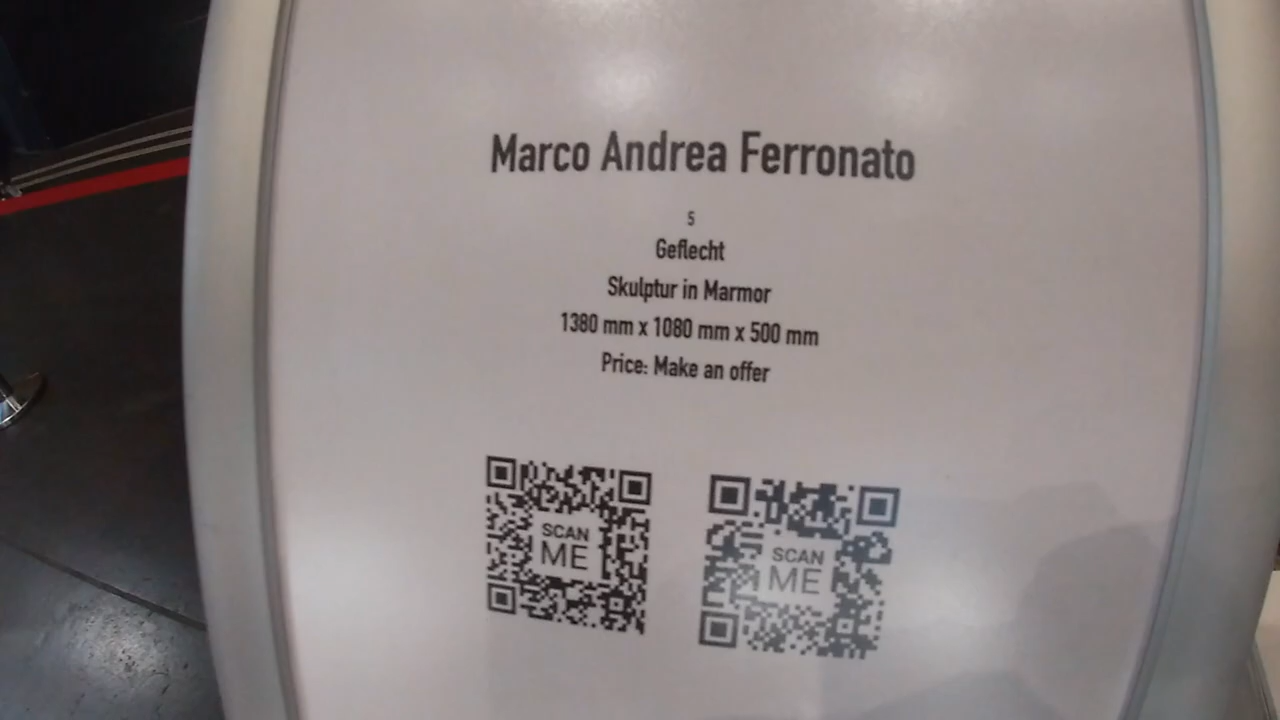 Marco Andrea Ferronato
5
Geflecht
Skulptur in Marmor
1380 mm x 1080 mm x 500 mm
Price: Make an offer
SCAN
ME
SCAN
ME